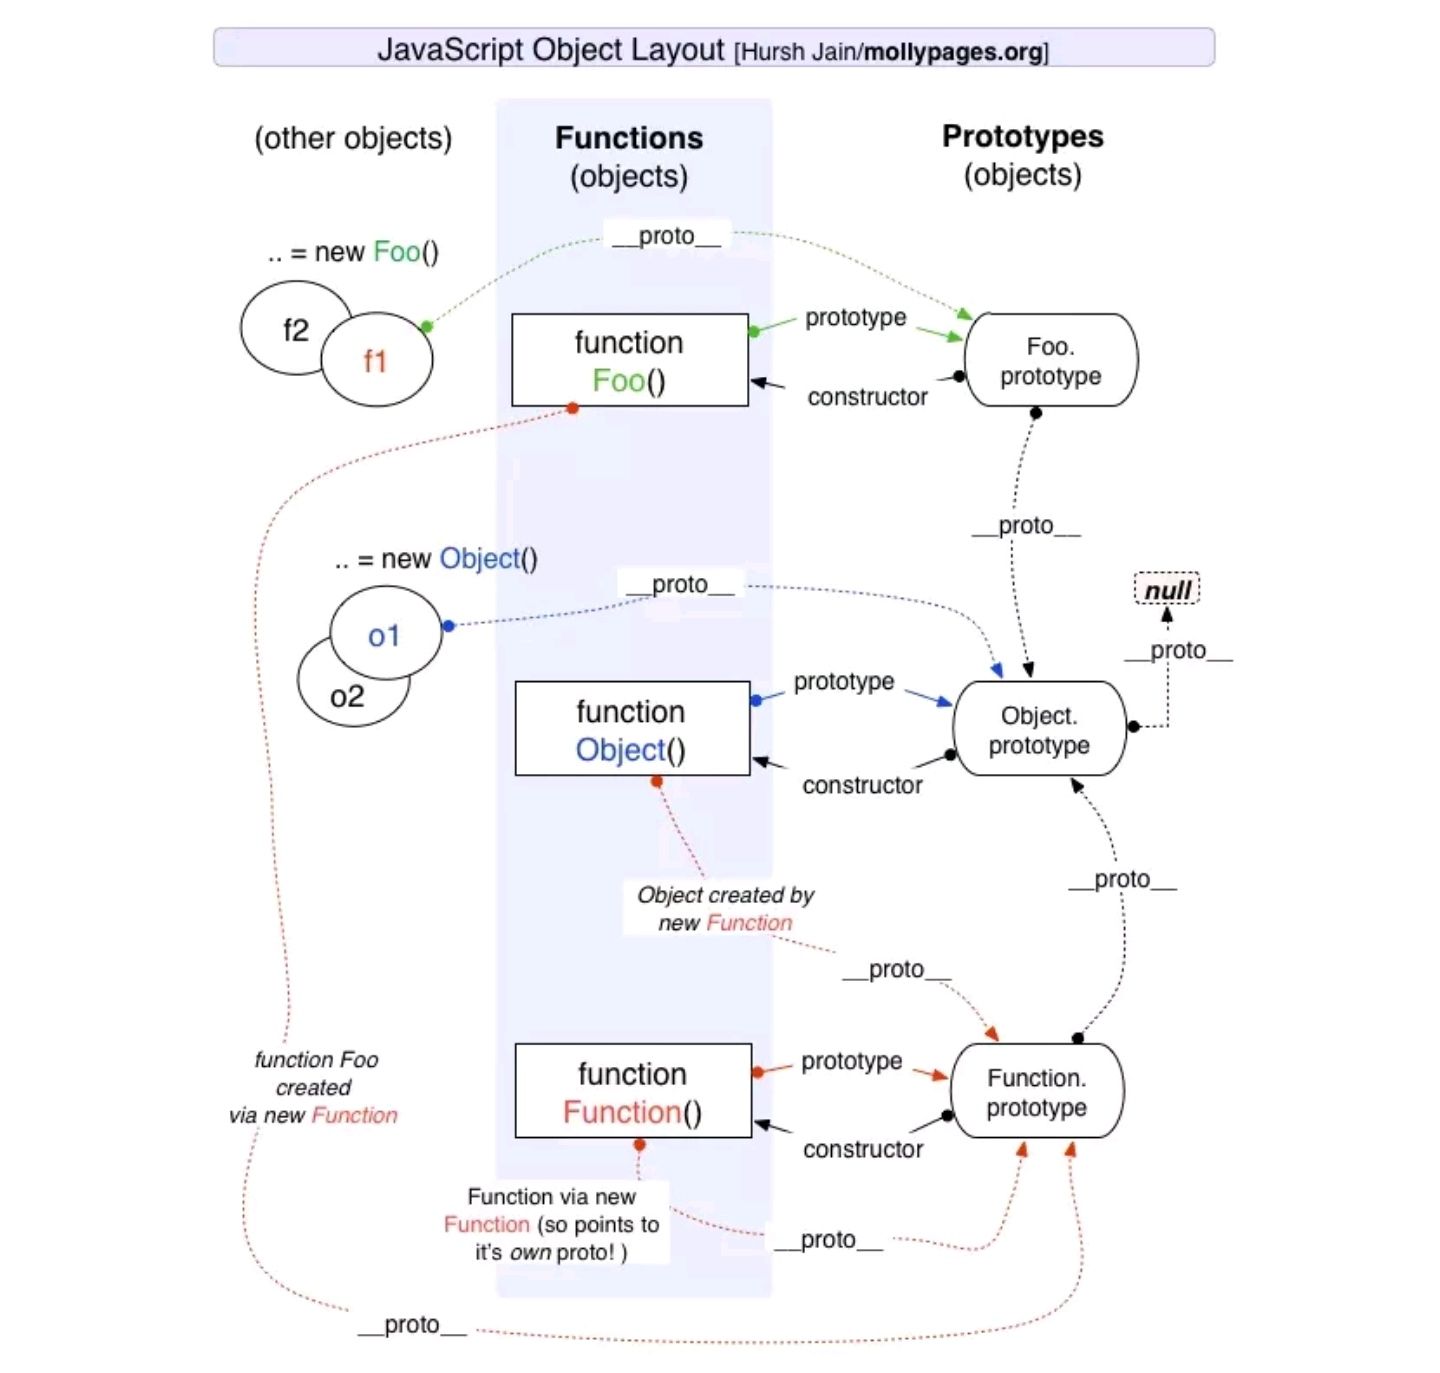 JavaScript Object Layout [Hursh Jain/mollypages.org]
(other objects)
Functions
(objects)
Prototypes
(objects)
__proto__
.. = new Foo()
f2
f1
function
Foo()
prototype
constructor
Foo.
prototype
__proto__
.. = new Object()
__proto__
null
__proto__
o1
o2
function
Object()
prototype
constructor
Object.
prototype
__proto__
Object created by
new Function
__proto__
function Foo
created
via new Function
function
Function()
prototype
constructor
Function.
prototype
Function via new
Function (so points to
it's own proto! )
__proto__
__proto__